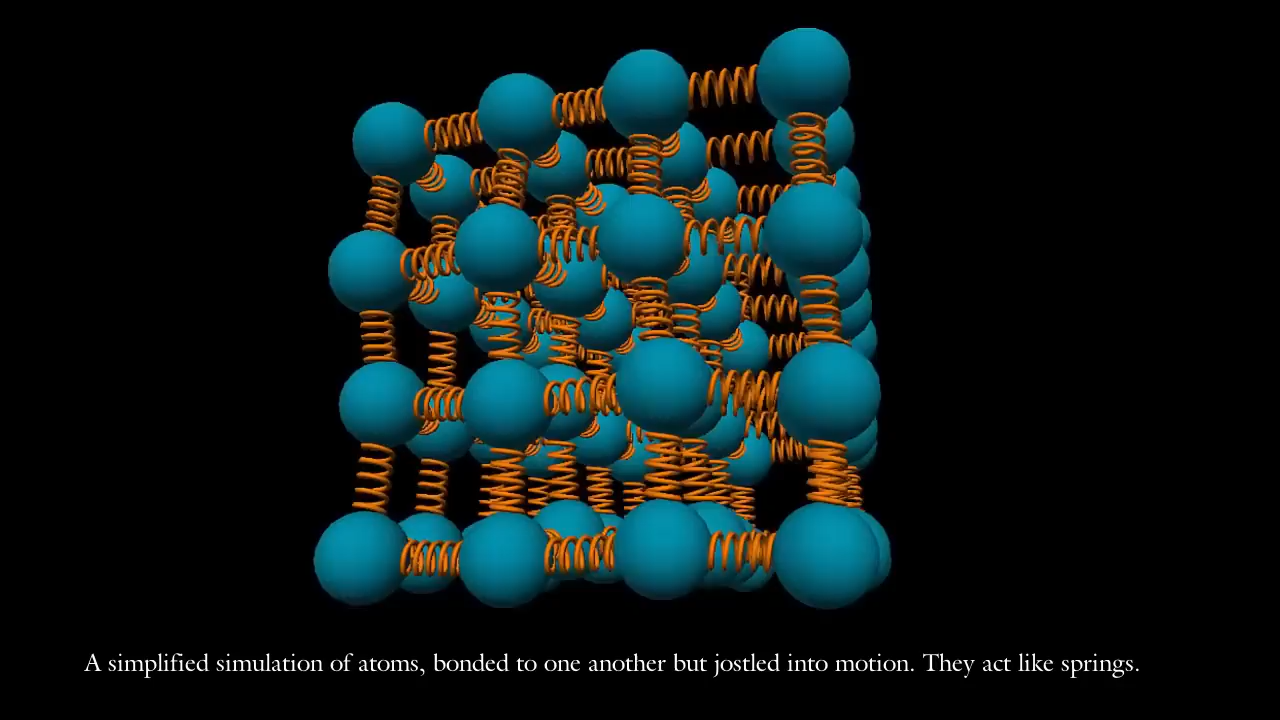 A simplified simulation of atoms, bonded to one another but jostled into motion. They act like springs.